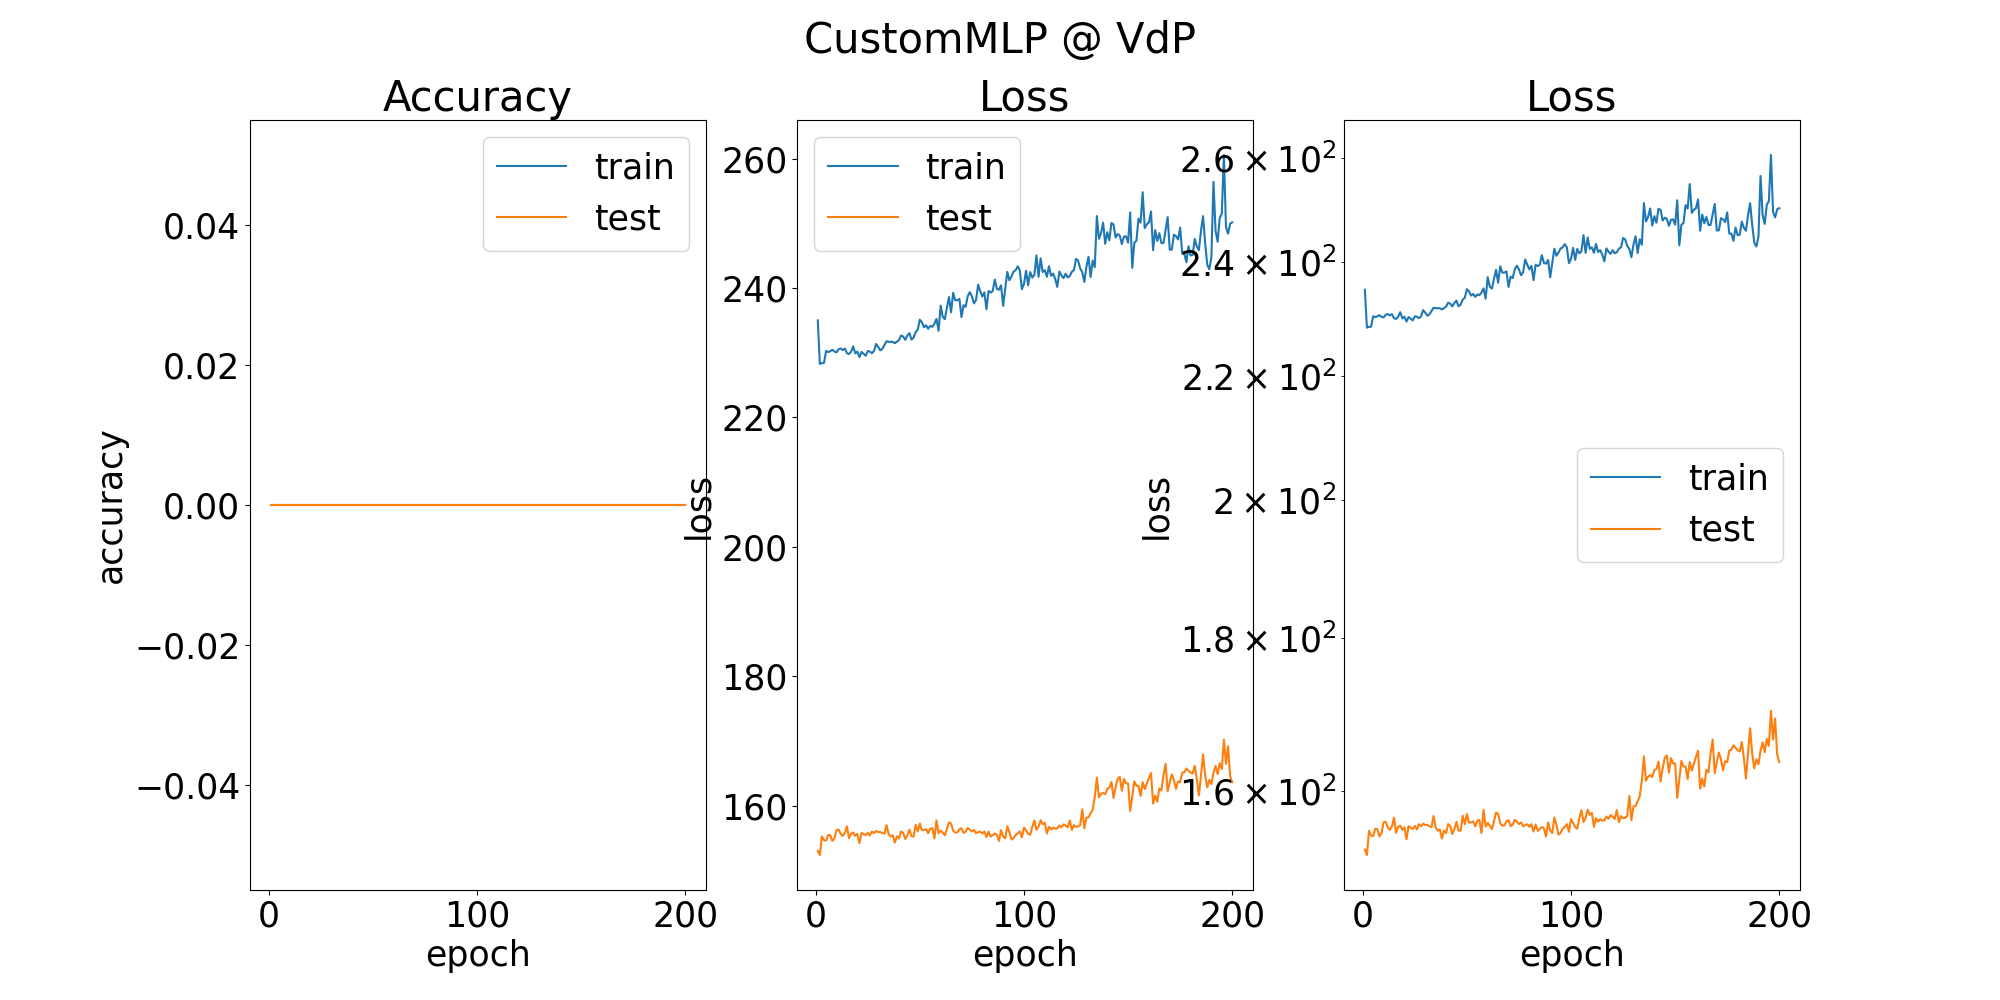 CustomMLP @ VdP
Accuracy
accuracy
0.04
0.02
0.00
−0.02
−0.04
0
100
200
epoch
train
test
Loss
loss
260
240
220
200
180
160
0
100
200
epoch
train
test
Loss
loss
2.6 × 10²
2.4 × 10²
2.2 × 10²
2 × 10²
1.8 × 10²
1.6 × 10²
0
100
200
epoch
train
test